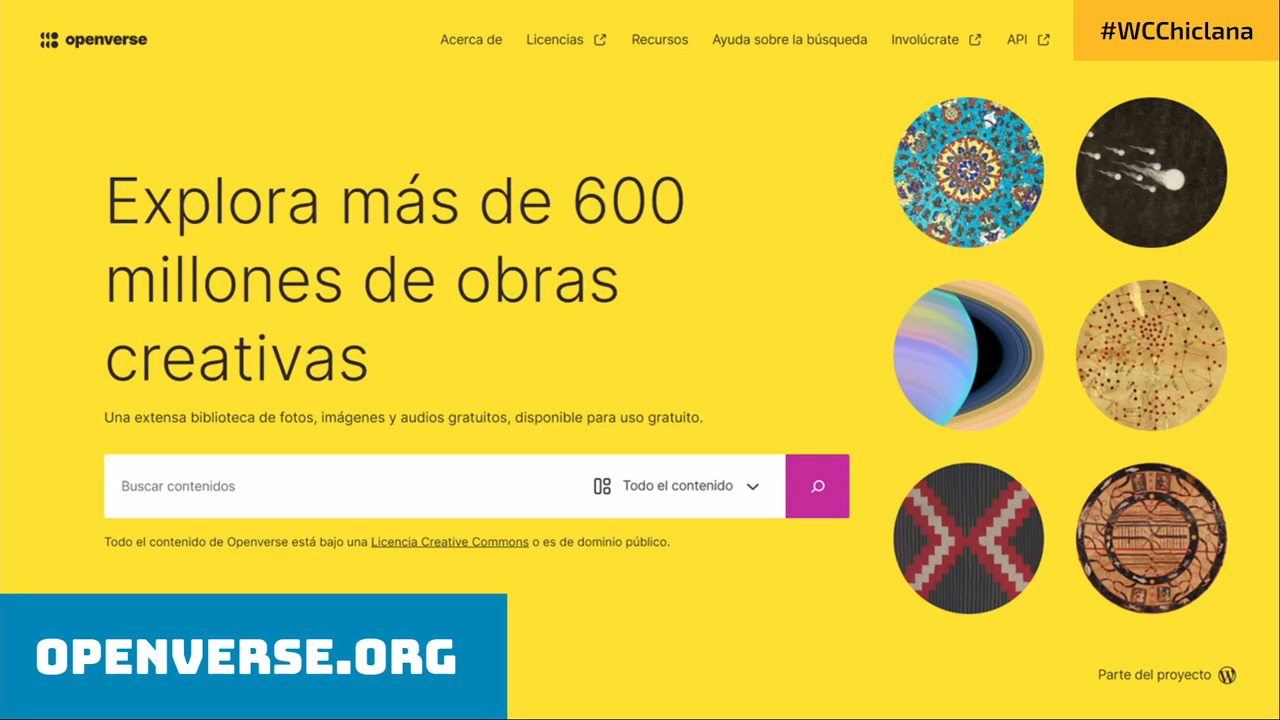 openverse
Acerca de Licencias Recursos Ayuda sobre la búsqueda Involúcrate API
#WCChiclana
Explora más de 600
millones de obras
creativas
Una extensa biblioteca de fotos, imágenes y audios gratuitos, disponible para uso gratuito.
Buscar contenidos Todo el contenido
Todo el contenido de Openverse está bajo una Licencia Creative Commons o es de dominio público.
OPENVERSE.ORG
Parte del proyecto